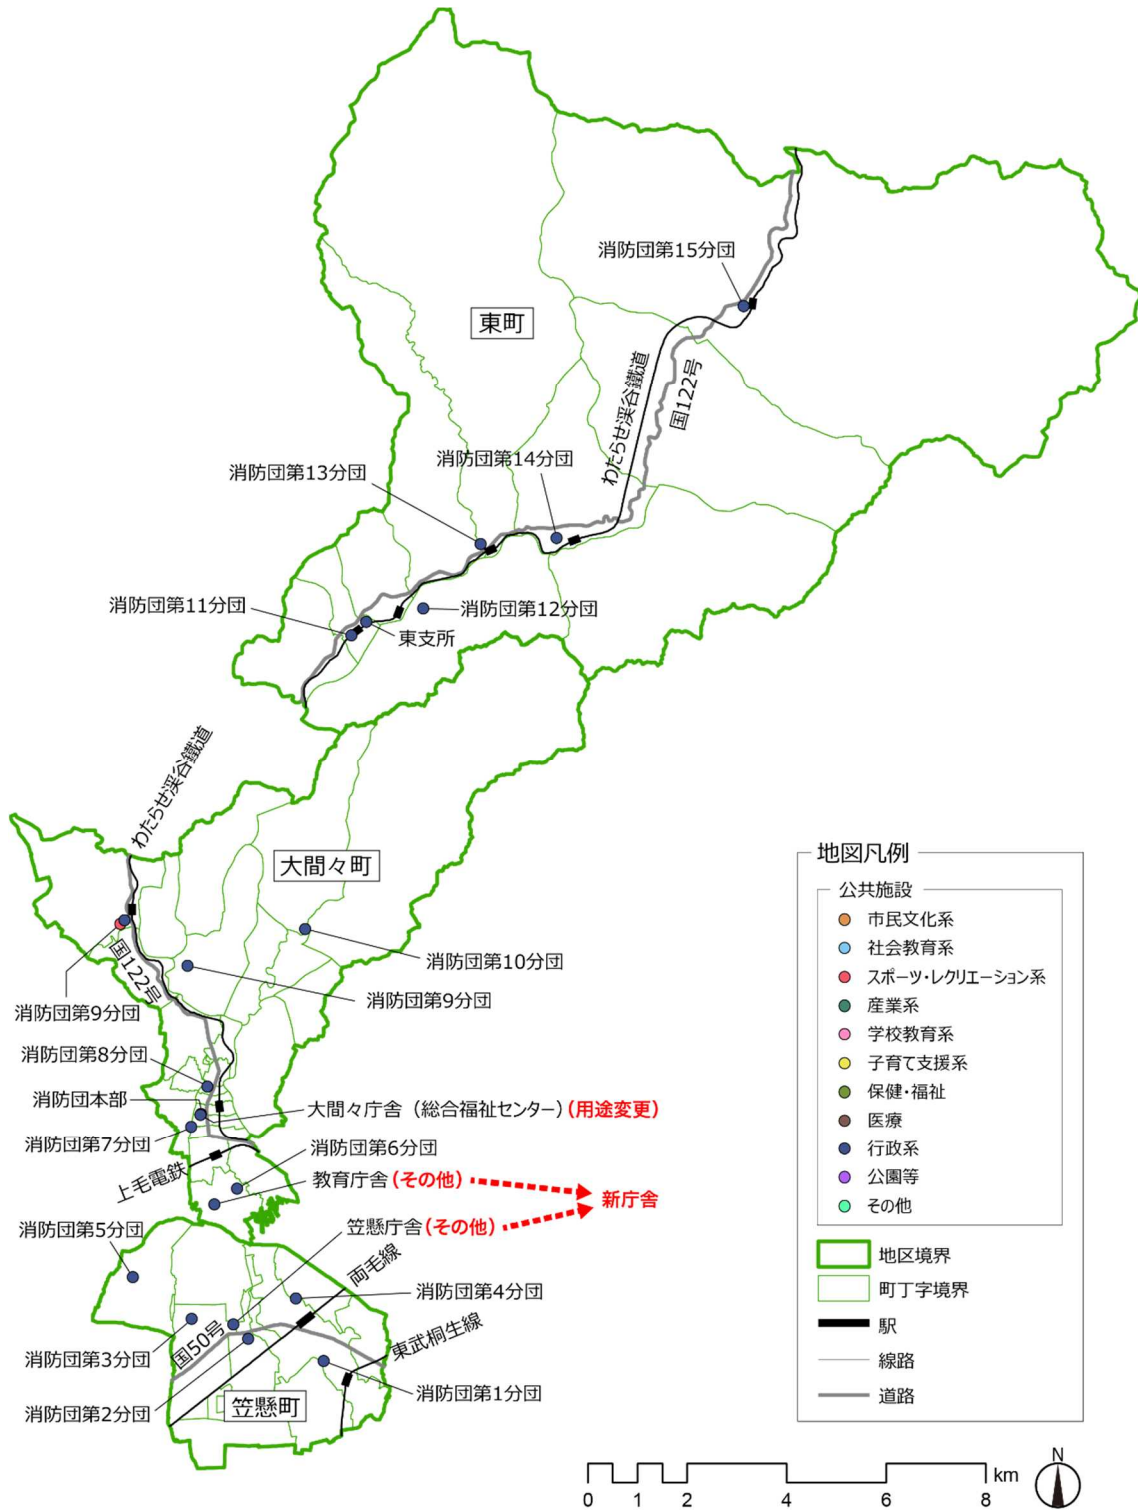 消防団第15分団
東町
わたらせ渓谷鐵道
国122号
消防団第14分団
消防団第13分団
消防団第11分団
消防団第12分団
東支所
わたらせ渓谷鐵道
大間々町
国122号
消防団第10分団
消防団第9分団
消防団第9分団
消防団第8分団
消防団本部
大間々庁舎（総合福祉センター）（用途変更）
消防団第7分団
消防団第6分団
上毛電鉄
教育庁舎（その他）
新庁舎
消防団第5分団
笠懸庁舎（その他）
両毛線
消防団第4分団
国50号
東武桐生線
消防団第3分団
消防団第1分団
消防団第2分団
笠懸町
地図凡例
公共施設
市民文化系
社会教育系
スポーツ・レクリエーション系
産業系
学校教育系
子育て支援系
保健・福祉
医療
行政系
公園等
その他
地区境界
町丁字境界
駅
線路
道路
N
km
0 1 2 4 6 8